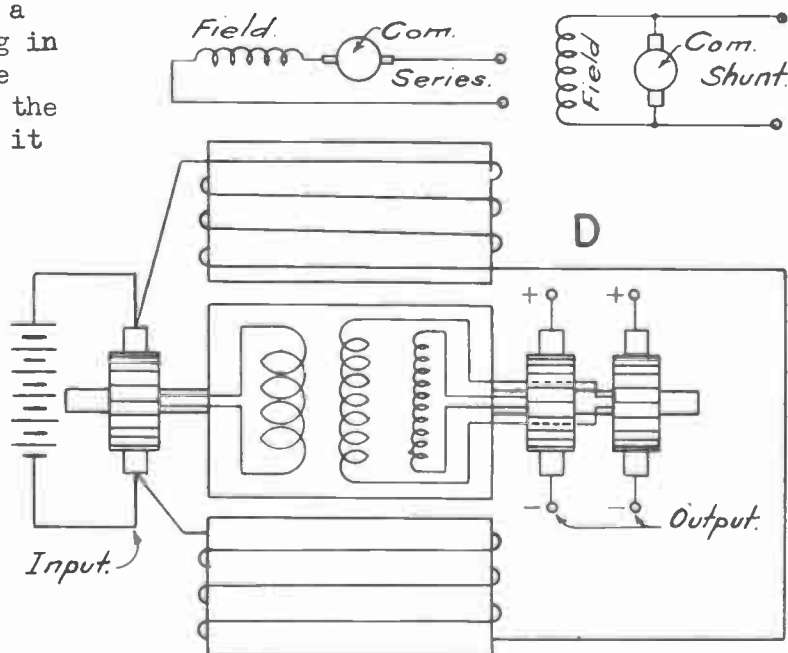 a
g in
e
the
it
Field.
Com.
Series.
Field
Com.
Shunt.
D
+ +
- -
Output.
Input.